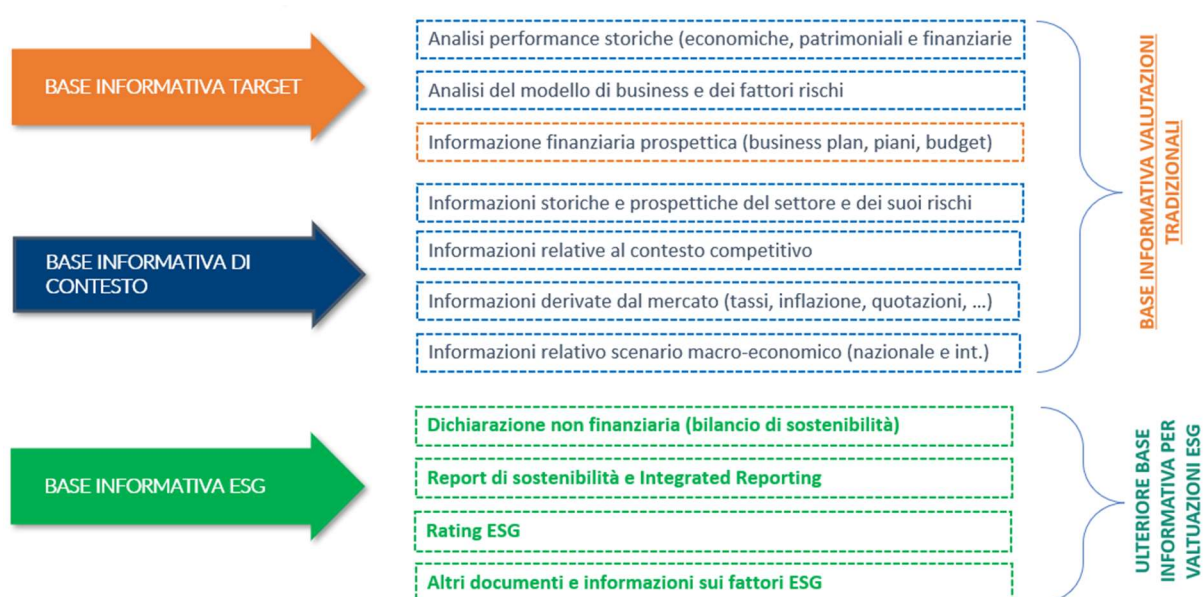 BASE INFORMATIVA TARGET
Analisi performance storiche (economiche, patrimoniali e finanziarie
Analisi del modello di business e dei fattori rischi
Informazione finanziaria prospettica (business plan, piani, budget)
BASE INFORMATIVA DI
CONTESTO
Informazioni storiche e prospettiche del settore e dei suoi rischi
Informazioni relative al contesto competitivo
Informazioni derivate dal mercato (tassi, inflazione, quotazioni, ...)
Informazioni relativo scenario macro-economico (nazionale e int.)
BASE INFORMATIVA VALUTAZIONI
TRADIZIONALI
BASE INFORMATIVA ESG
Dichiarazione non finanziaria (bilancio di sostenibilità)
Report di sostenibilità e Integrated Reporting
Rating ESG
Altri documenti e informazioni sui fattori ESG
ULTERIORE BASE
INFORMATIVA PER
VALTUAZIONI ESG